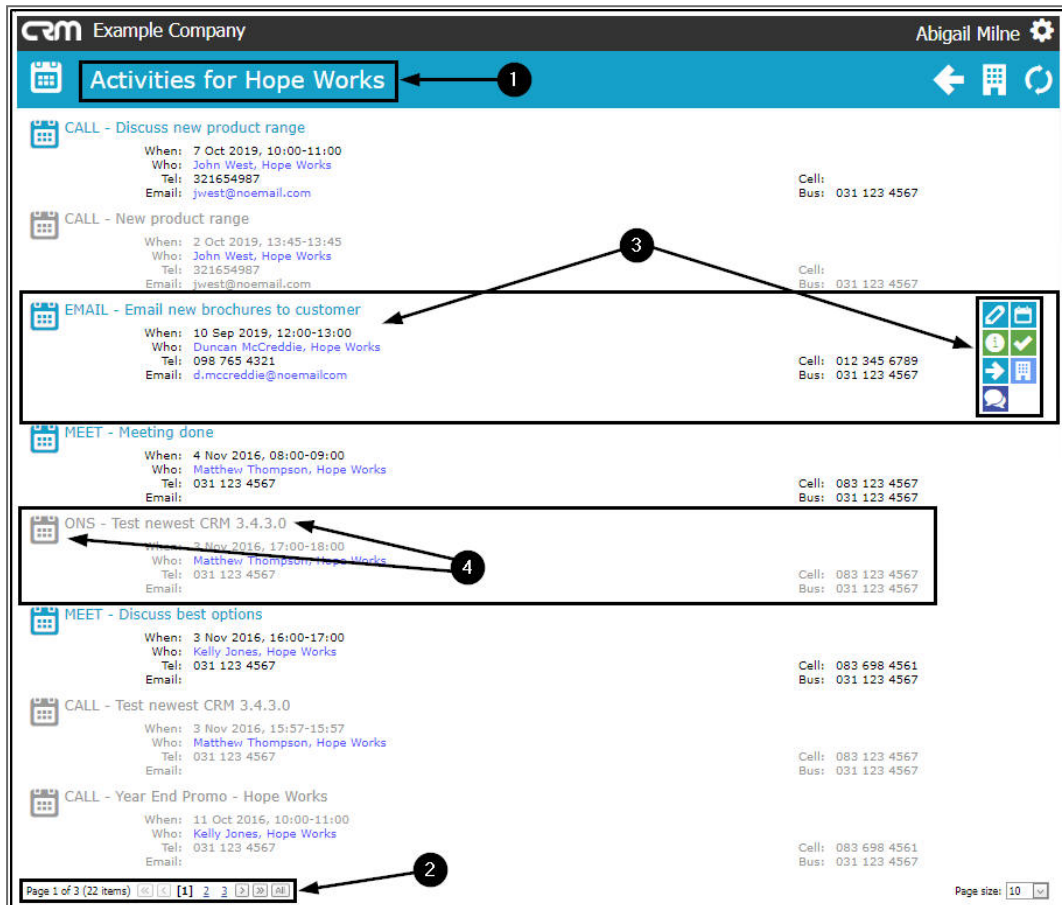 CRM Example Company Abigail Milne
Activities for Hope Works 1
CALL - Discuss new product range
When: 7 Oct 2019, 10:00-11:00
Who: John West, Hope Works
Tel: 321654987 Cell:
Email: jwest@noemail.com Bus: 031 123 4567
CALL - New product range
When: 2 Oct 2019, 13:45-13:45
Who: John West, Hope Works 3
Tel: 321654987 Cell:
Email: jwest@noemail.com Bus: 031 123 4567
EMAIL - Email new brochures to customer
When: 10 Sep 2019, 12:00-13:00
Who: Duncan McCreddie, Hope Works
Tel: 098 765 4321 Cell: 012 345 6789
Email: d.mccreddie@noemailcom Bus: 031 123 4567
MEET - Meeting done
When: 4 Nov 2016, 08:00-09:00
Who: Matthew Thompson, Hope Works
Tel: 031 123 4567 Cell: 083 123 4567
Email: Bus: 031 123 4567
ONS - Test newest CRM 3.4.3.0
When: 3 Nov 2016, 17:00-18:00
Who: Matthew Thompson, Hope Works
Tel: 031 123 4567 4 Cell: 083 123 4567
Email: Bus: 031 123 4567
MEET - Discuss best options
When: 3 Nov 2016, 16:00-17:00
Who: Kelly Jones, Hope Works
Tel: 031 123 4567 Cell: 083 698 4561
Email: Bus: 031 123 4567
CALL - Test newest CRM 3.4.3.0
When: 3 Nov 2016, 15:57-15:57
Who: Matthew Thompson, Hope Works
Tel: 031 123 4567 Cell: 083 123 4567
Email: Bus: 031 123 4567
CALL - Year End Promo - Hope Works
When: 11 Oct 2016, 10:00-11:00
Who: Kelly Jones, Hope Works
Tel: 031 123 4567 Cell: 083 698 4561
Email: Bus: 031 123 4567
2
Page 1 of 3 (22 items) « < [1] 2 3 > » All Page size: 10